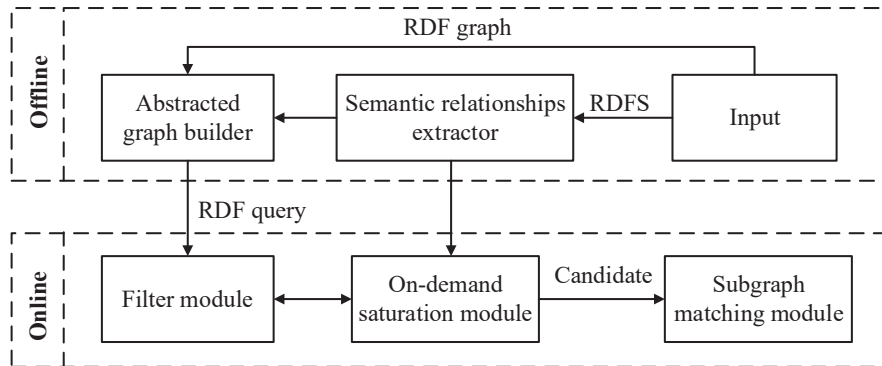 RDF graph
Offline
Abstracted
graph builder
Semantic relationships
extractor
RDFS
Input
RDF query
Online
Filter module
On-demand
saturation module
Candidate
Subgraph
matching module